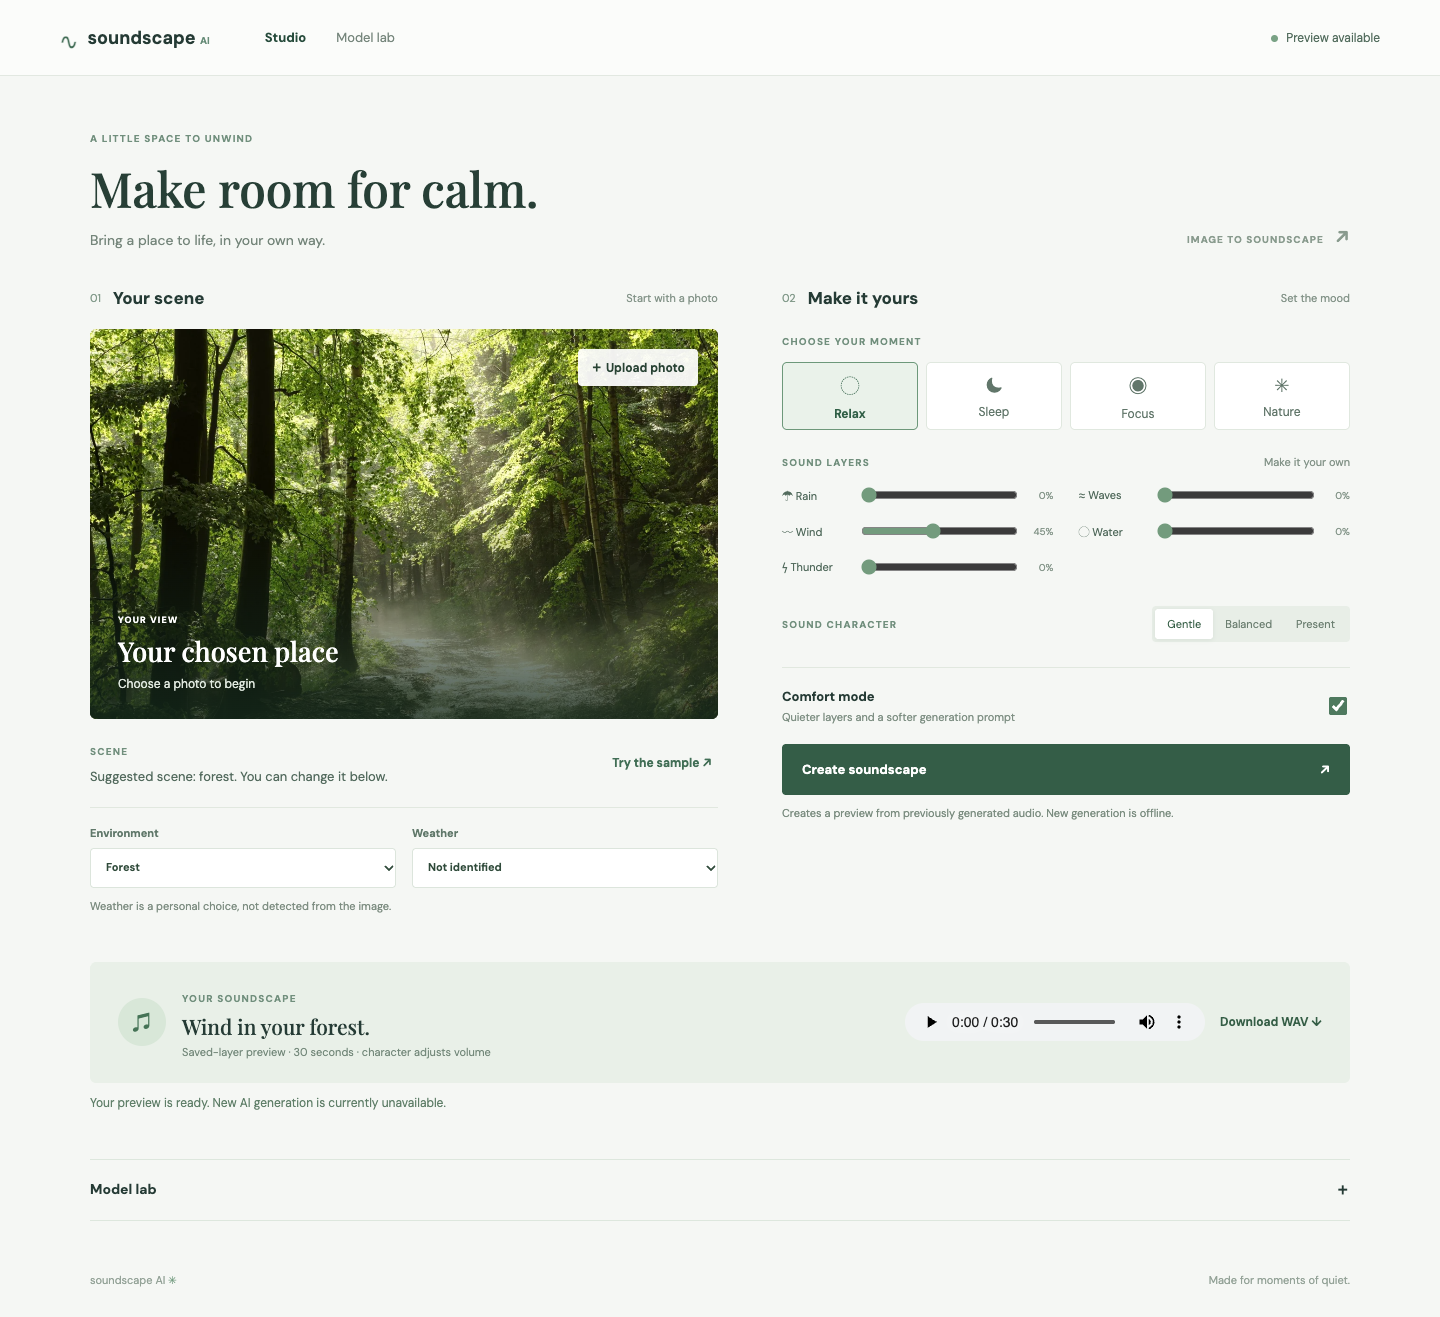 soundscape AI
Studio
Model lab
Preview available
A LITTLE SPACE TO UNWIND
Make room for calm.
Bring a place to life, in your own way.
IMAGE TO SOUNDSCAPE ↗
01 Your scene
Start with a photo
+ Upload photo
YOUR VIEW
Your chosen place
Choose a photo to begin
SCENE
Suggested scene: forest. You can change it below.
Try the sample ↗
Environment
Forest
Weather
Not identified
Weather is a personal choice, not detected from the image.
02 Make it yours
Set the mood
CHOOSE YOUR MOMENT
Relax
Sleep
Focus
Nature
SOUND LAYERS
Make it your own
Rain 0%
≈ Waves 0%
Wind 45%
Water 0%
Thunder 0%
SOUND CHARACTER
Gentle
Balanced
Present
Comfort mode
Quieter layers and a softer generation prompt
Create soundscape ↗
Creates a preview from previously generated audio. New generation is offline.
YOUR SOUNDSCAPE
Wind in your forest.
Saved-layer preview · 30 seconds · character adjusts volume
0:00 / 0:30
Download WAV ↓
Your preview is ready. New AI generation is currently unavailable.
Model lab
+
soundscape AI ✳
Made for moments of quiet.